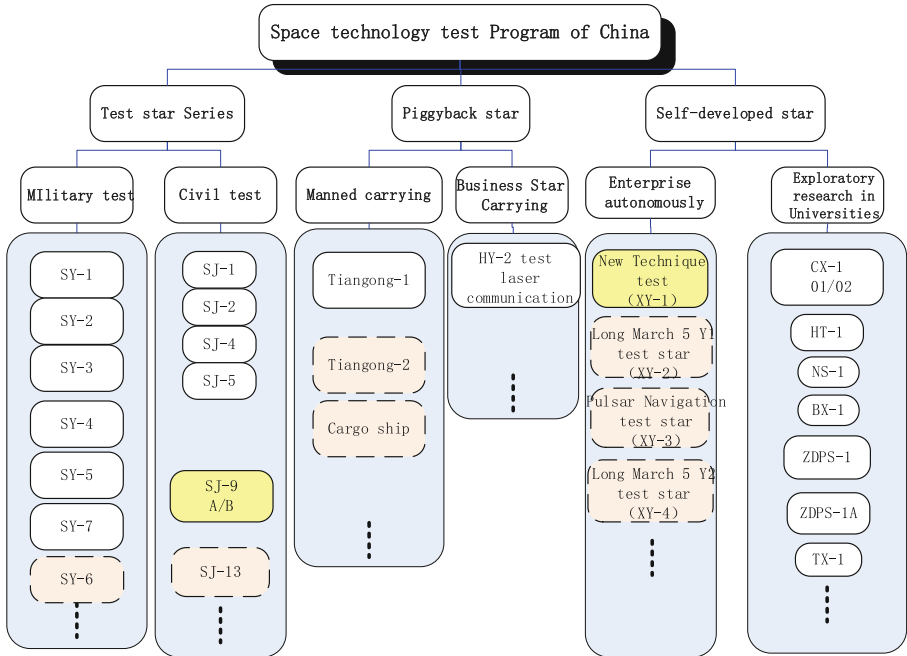 Space technology test Program of China
Test star Series
Piggyback star
Self-developed star
MIlitary test
Civil test
Manned carrying
Business Star
Carrying
Enterprise
autonomously
Exploratory
research in
Universities
SY-1
SY-2
SY-3
SY-4
SY-5
SY-7
SY-6
SJ-1
SJ-2
SJ-4
SJ-5
SJ-9
A/B
SJ-13
Tiangong-1
Tiangong-2
Cargo ship
HY-2 test
laser
communication
New Technique
test
(XY-1)
Long March 5 Y1
test star
(XY-2)
Pulsar Navigation
test star
(XY-3)
Long March 5 Y2
test star
(XY-4)
CX-1
01/02
HT-1
NS-1
BX-1
ZDPS-1
ZDPS-1A
TX-1